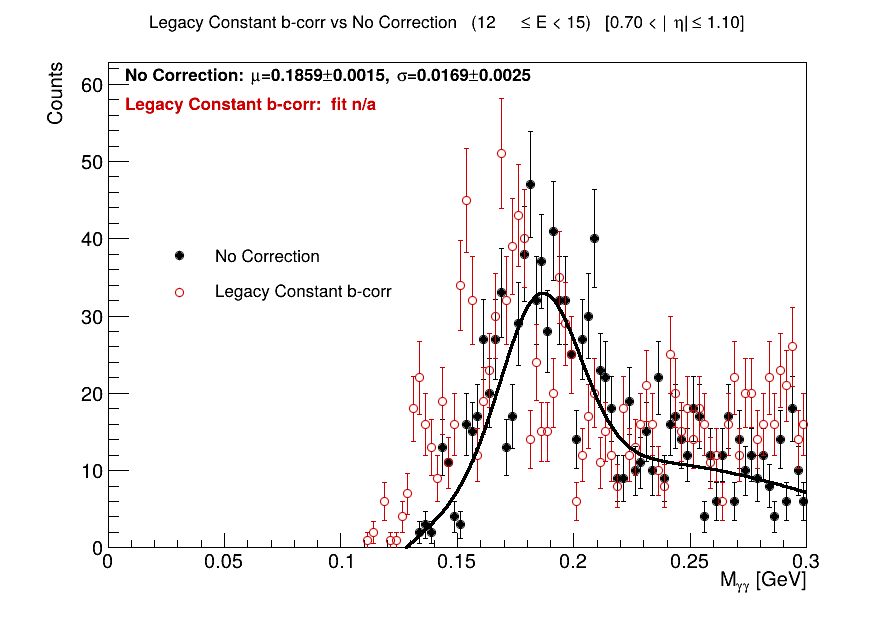 Legacy Constant b-corr vs No Correction (12 ≤ E < 15) [0.70 < | η| ≤ 1.10]
Counts
No Correction: μ=0.1859±0.0015, σ=0.0169±0.0025
Legacy Constant b-corr: fit n/a
No Correction
Legacy Constant b-corr
60
50
40
30
20
10
0
0 0.05 0.1 0.15 0.2 0.25 0.3
Mγγ [GeV]